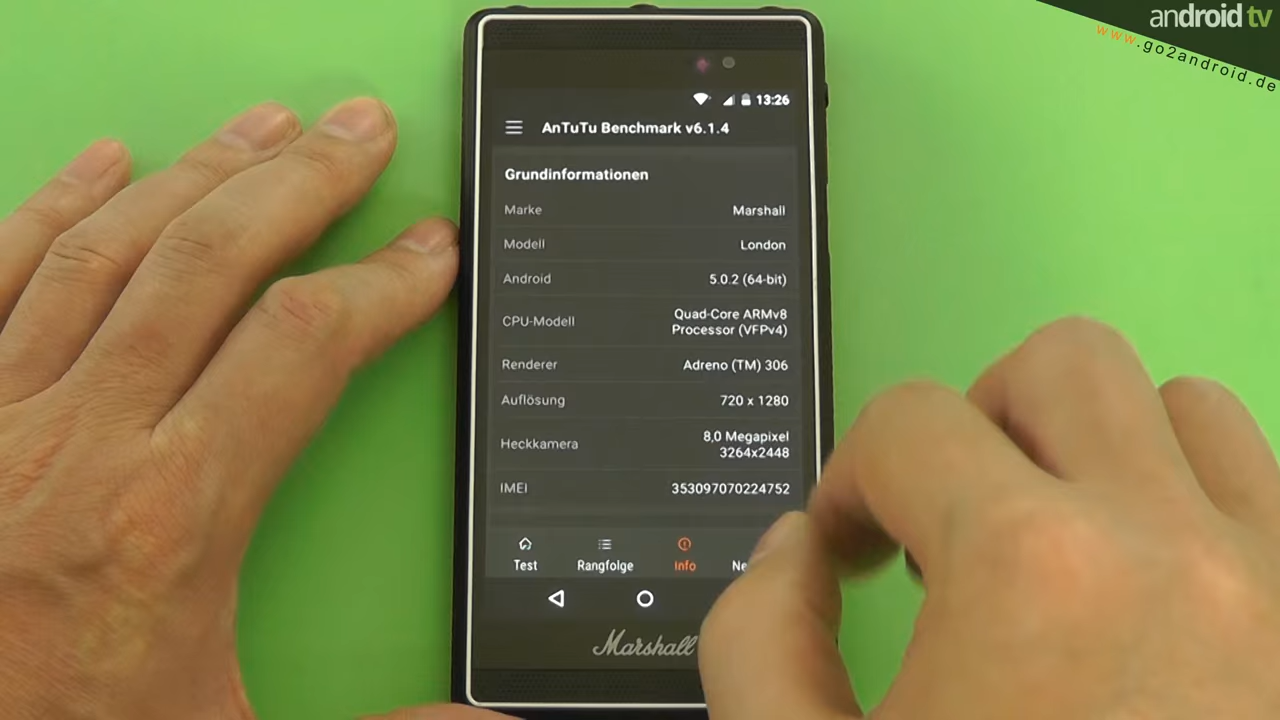 android tv
www.go2android.de
13:26
AnTuTu Benchmark v6.1.4
Grundinformationen
Marke Marshall
Modell London
Android 5.0.2 (64-bit)
CPU-Modell Quad-Core ARMv8
Processor (VFPv4)
Renderer Adreno (TM) 306
Auflösung 720 x 1280
Heckkamera 8,0 Megapixel
3264x2448
IMEI 353097070224752
Test Rangfolge Info
Marshall